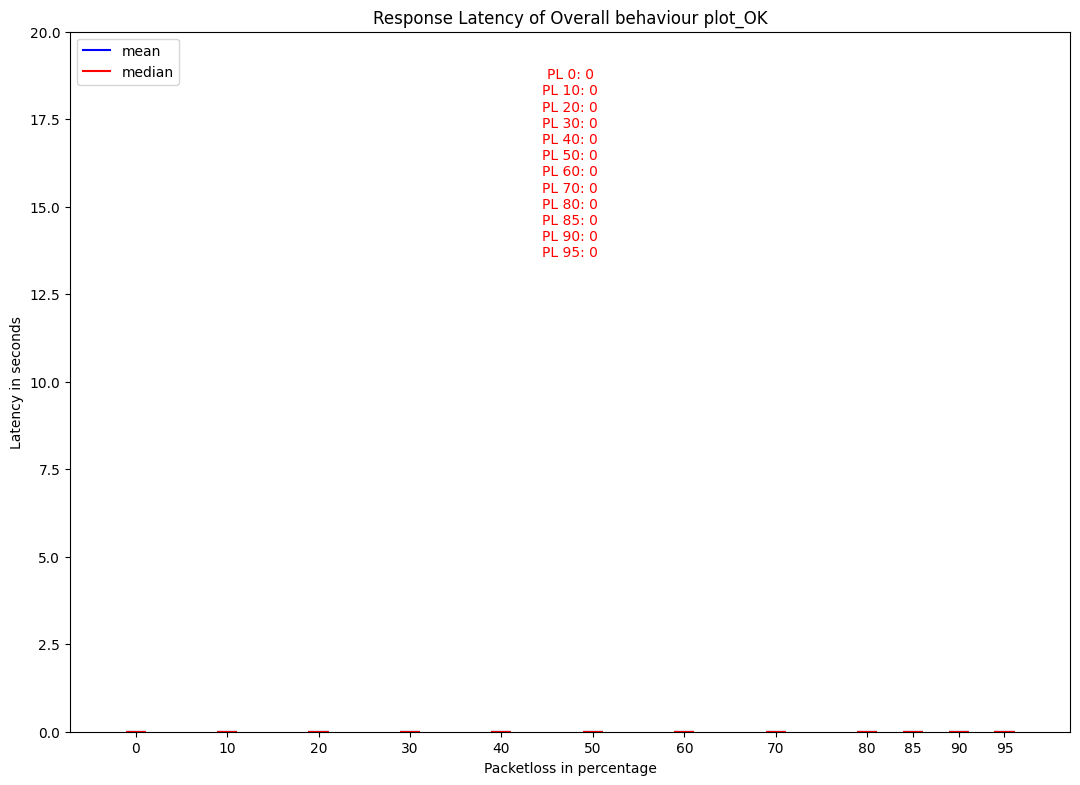 Response Latency of Overall behaviour plot_OK
mean
median
PL 0: 0
PL 10: 0
PL 20: 0
PL 30: 0
PL 40: 0
PL 50: 0
PL 60: 0
PL 70: 0
PL 80: 0
PL 85: 0
PL 90: 0
PL 95: 0
20.0
17.5
15.0
12.5
10.0
7.5
5.0
2.5
0.0
Latency in seconds
0 10 20 30 40 50 60 70 80 85 90 95
Packetloss in percentage